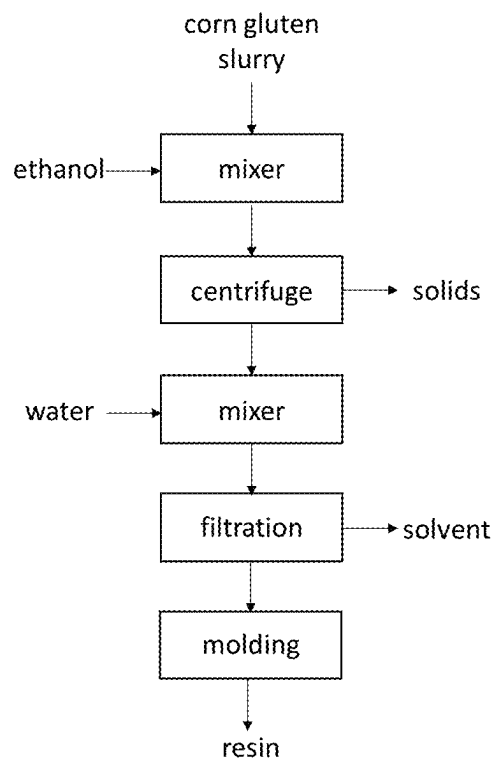 corn gluten
slurry
ethanol
mixer
centrifuge
solids
water
mixer
filtration
solvent
molding
resin